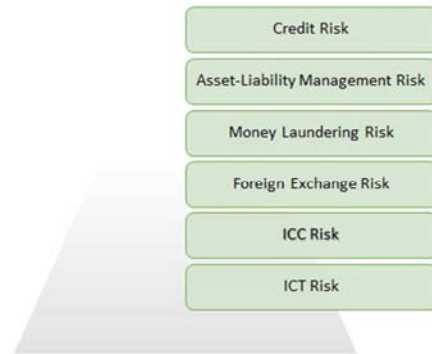 Credit Risk
Asset-Liability Management Risk
Money Laundering Risk
Foreign Exchange Risk
ICC Risk
ICT Risk